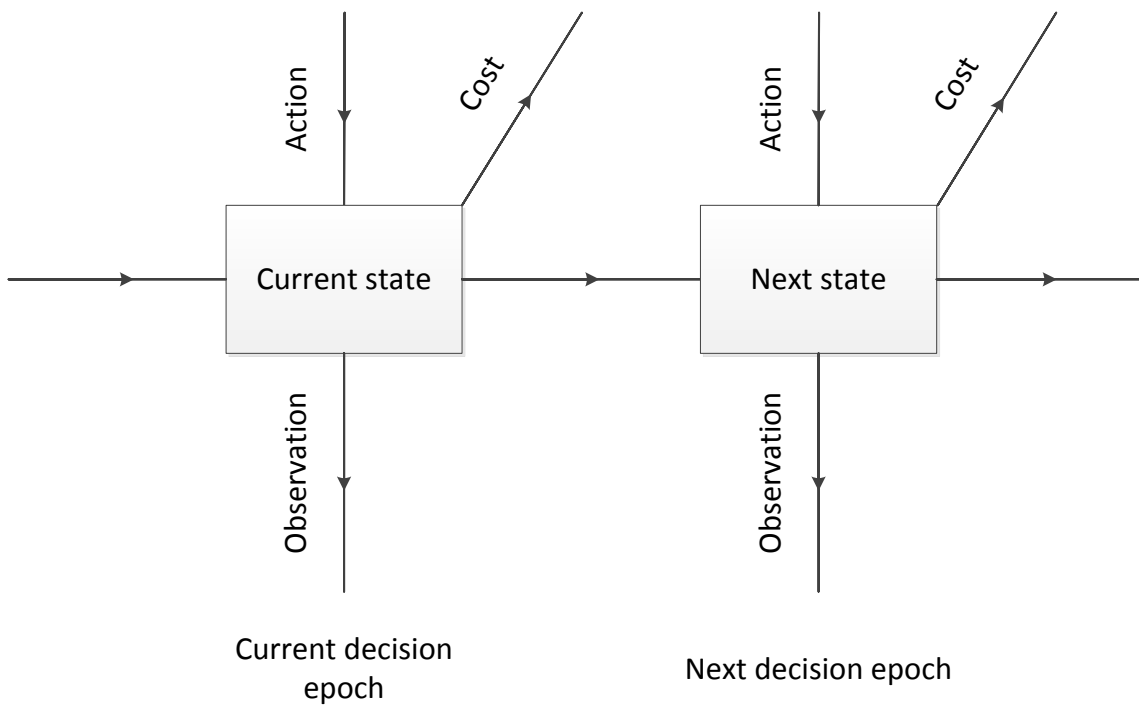 Action
Cost
Action
Cost
Current state
Next state
Observation
Observation
Current decision
epoch
Next decision epoch